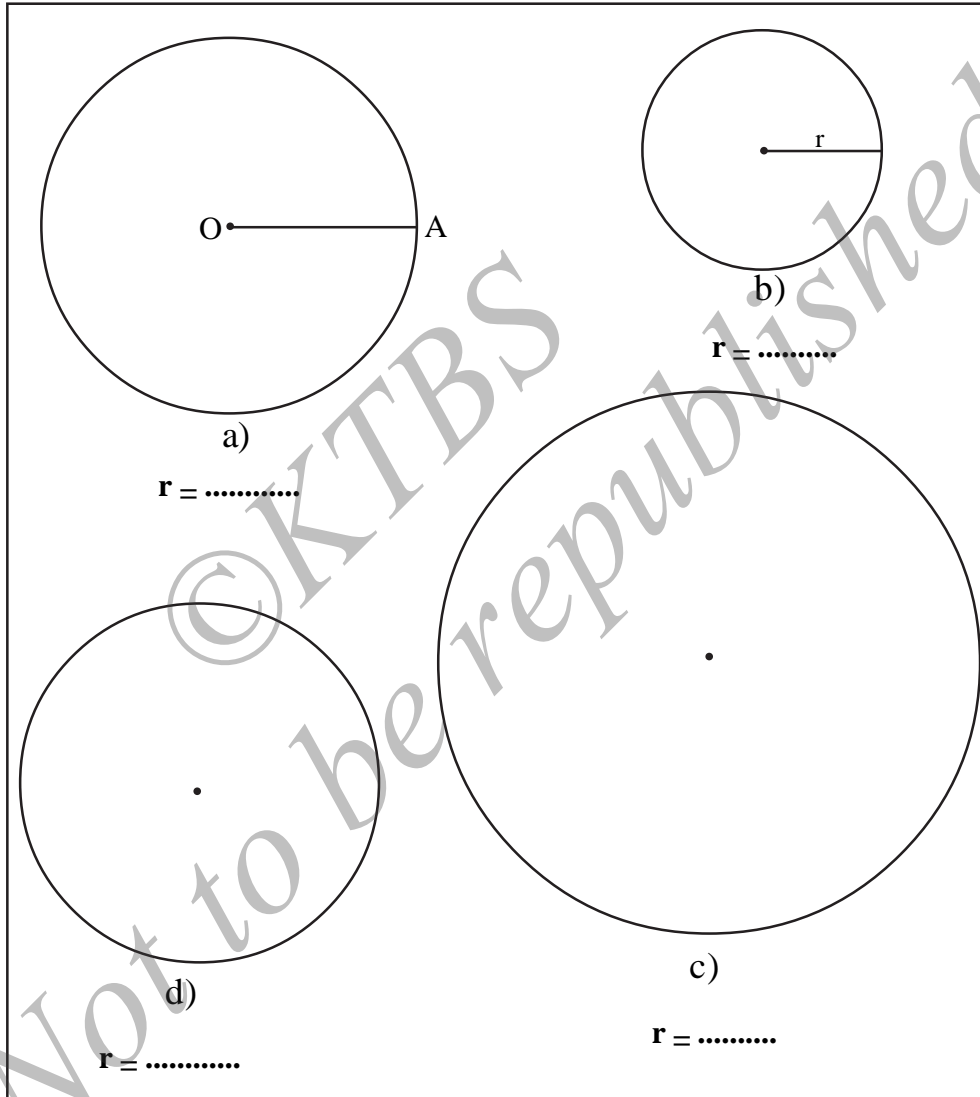 O A
r
b)
r = ..........
a)
r = ............
©KTBS
Not to be republished
c)
d)
r = ..........
r = ............